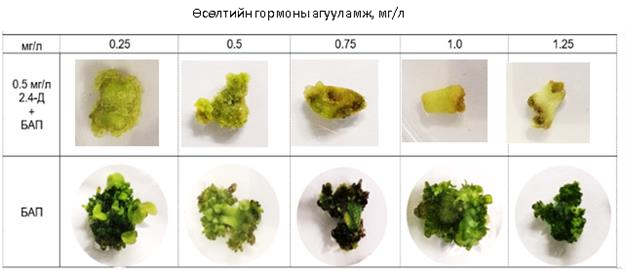 Өсөлтийн гормоны агууламж, мг/л
мг/л 0.25 0.5 0.75 1.0 1.25
0.5 мг/л
2.4-Д
+
БАП
БАП